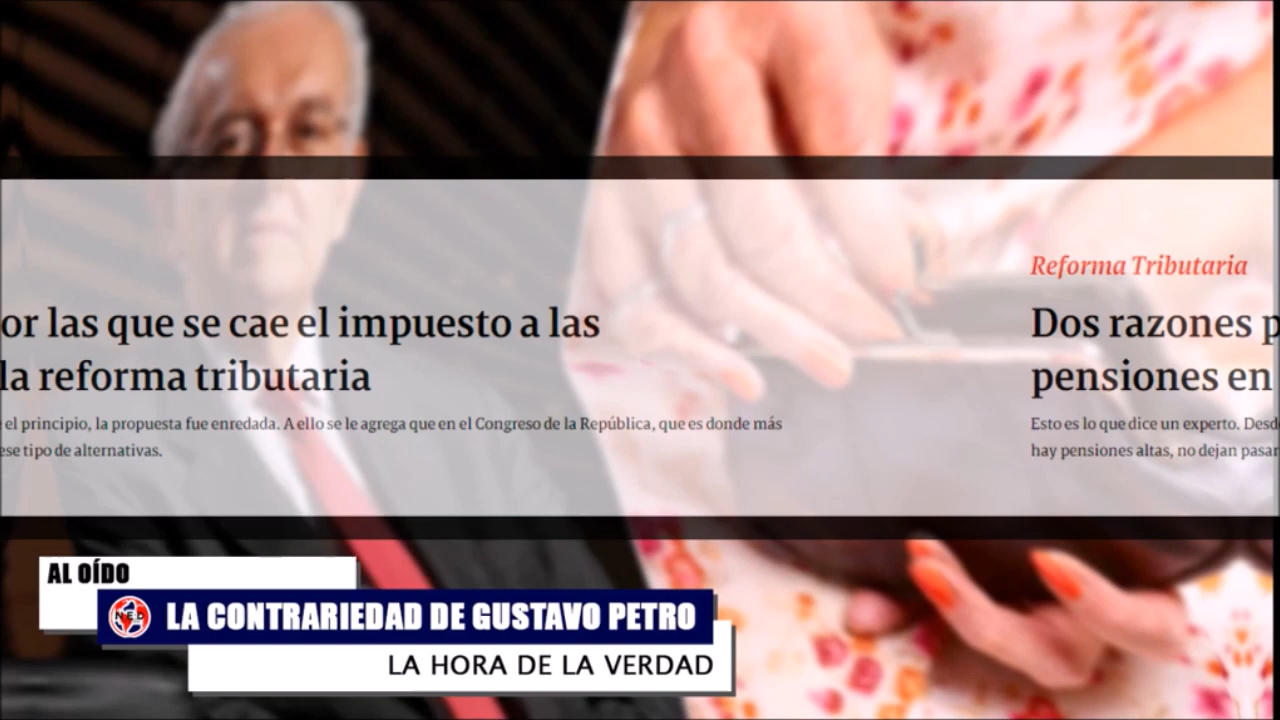 or las que se cae el impuesto a las
la reforma tributaria
el principio, la propuesta fue enredada. A ello se le agrega que en el Congreso de la República, que es donde más
ese tipo de alternativas.
Reforma Tributaria
Dos razones p
pensiones en
Esto es lo que dice un experto. Desd
hay pensiones altas, no dejan pasar
AL OÍDO
LA CONTRARIEDAD DE GUSTAVO PETRO
LA HORA DE LA VERDAD